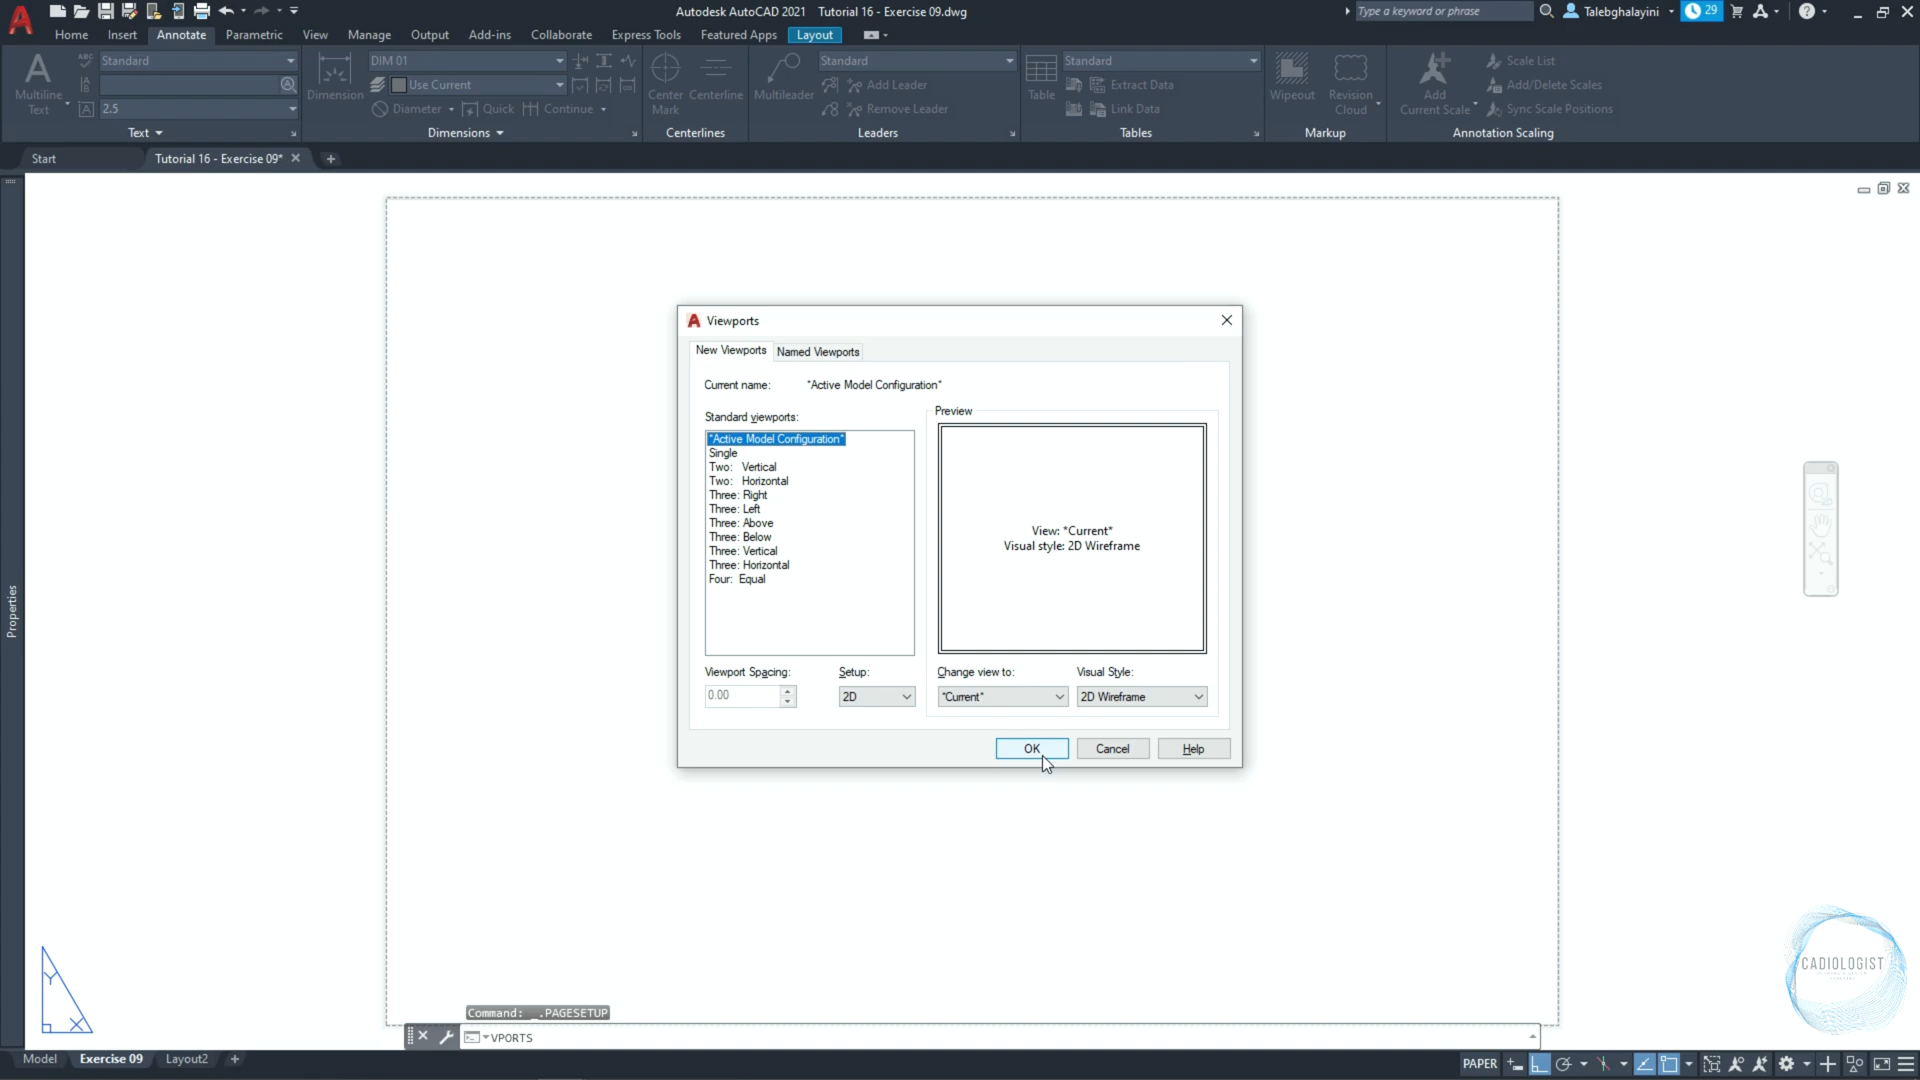 Autodesk AutoCAD 2021 Tutorial 16 - Exercise 09.dwg
Type a keyword or phrase
Talebghalayini
29
Home Insert Annotate Parametric View Manage Output Add-ins Collaborate Express Tools Featured Apps Layout
Multiline
Text
Standard
2.5
Text
Dimension
DIM 01
Use Current
Diameter Quick Continue
Dimensions
Center
Mark
Centerline
Centerlines
Multileader
Standard
Add Leader
Remove Leader
Leaders
Table
Standard
Extract Data
Link Data
Tables
Wipeout
Revision
Cloud
Markup
Add
Current Scale
Scale List
Add/Delete Scales
Sync Scale Positions
Annotation Scaling
Start
Tutorial 16 - Exercise 09*
Properties
Viewports
New Viewports Named Viewports
Current name: *Active Model Configuration*
Standard viewports:
*Active Model Configuration*
Single
Two: Vertical
Two: Horizontal
Three: Right
Three: Left
Three: Above
Three: Below
Three: Vertical
Three: Horizontal
Four: Equal
Preview
View: *Current*
Visual style: 2D Wireframe
Viewport Spacing: Setup: Change view to: Visual Style:
0.00 2D *Current* 2D Wireframe
OK Cancel Help
Y
X
CADIOLOGIST
Command: _.PAGESETUP
VPORTS
Model Exercise 09 Layout2
PAPER